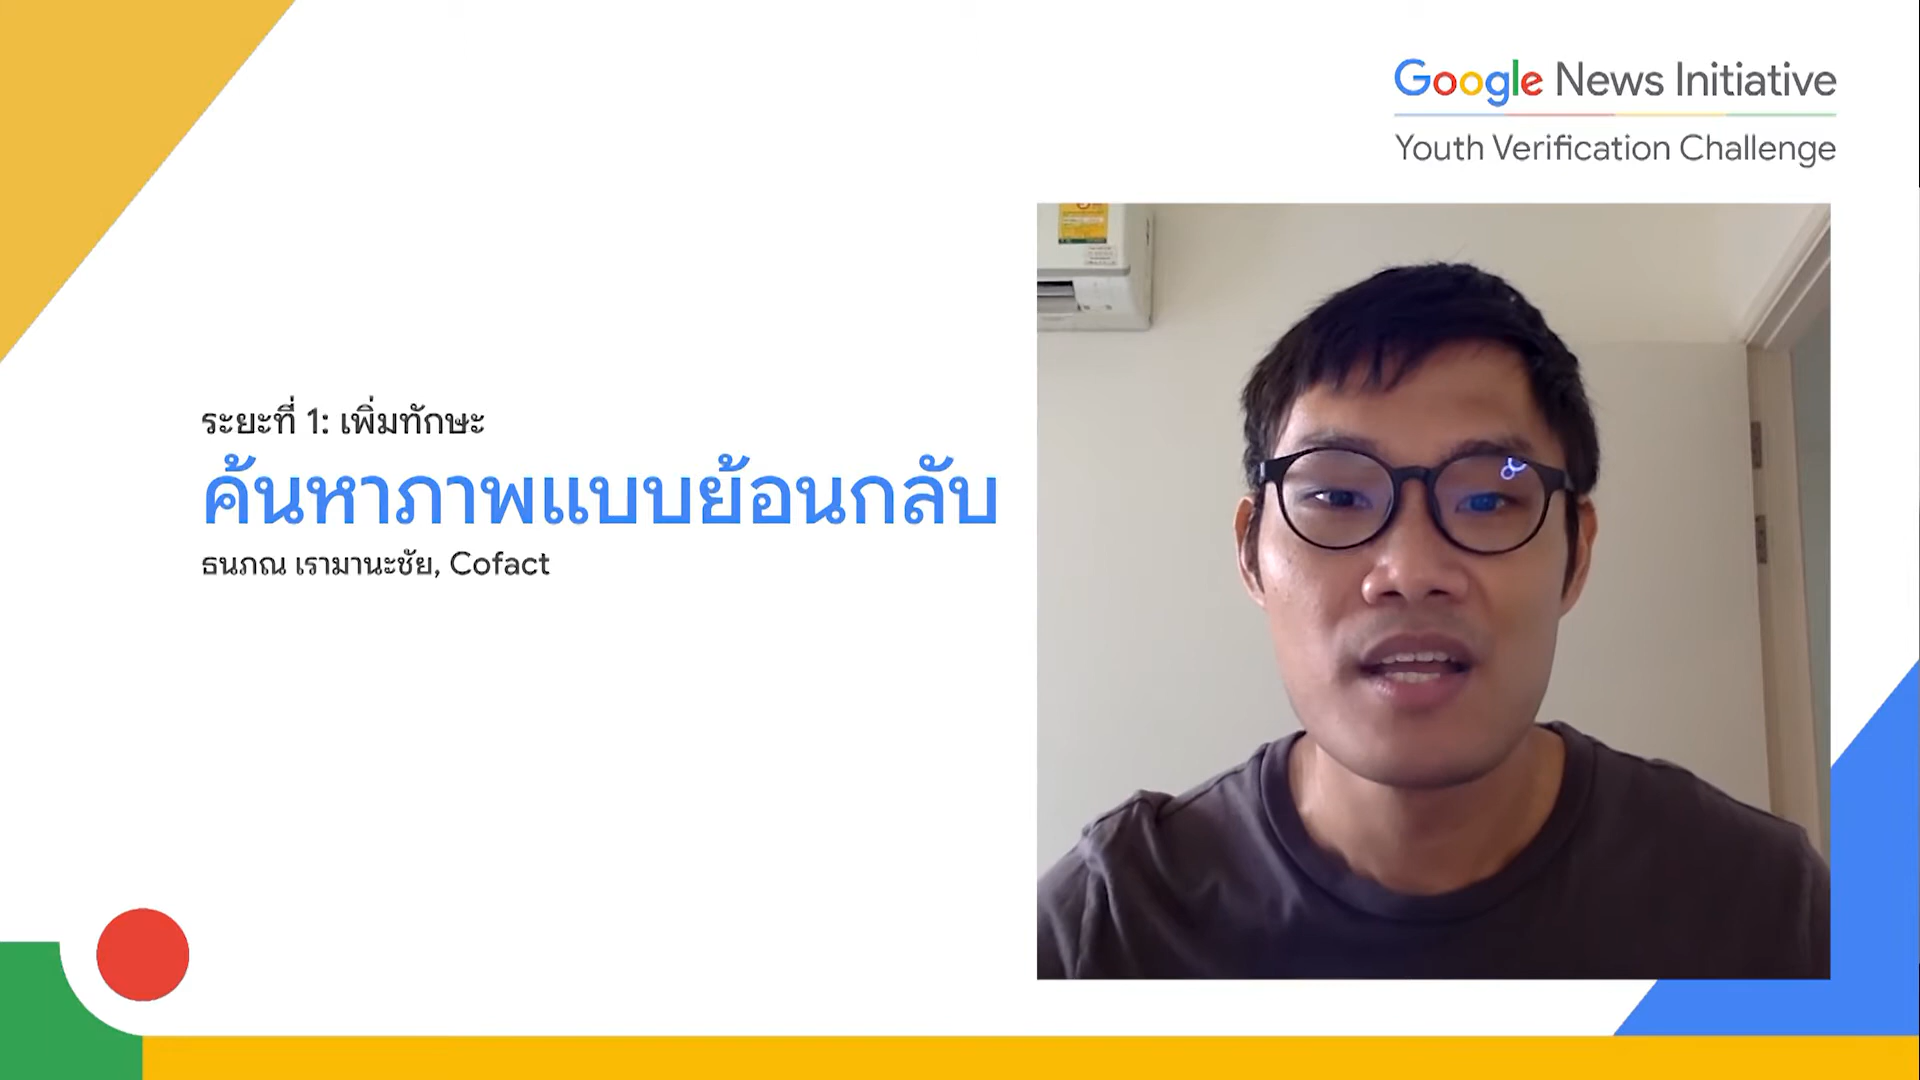 Google News Initiative
Youth Verification Challenge
ระยะที่ 1: เพิ่มทักษะ
ค้นหาภาพแบบย้อนกลับ
ธนภณ เรามานะชัย, Cofact